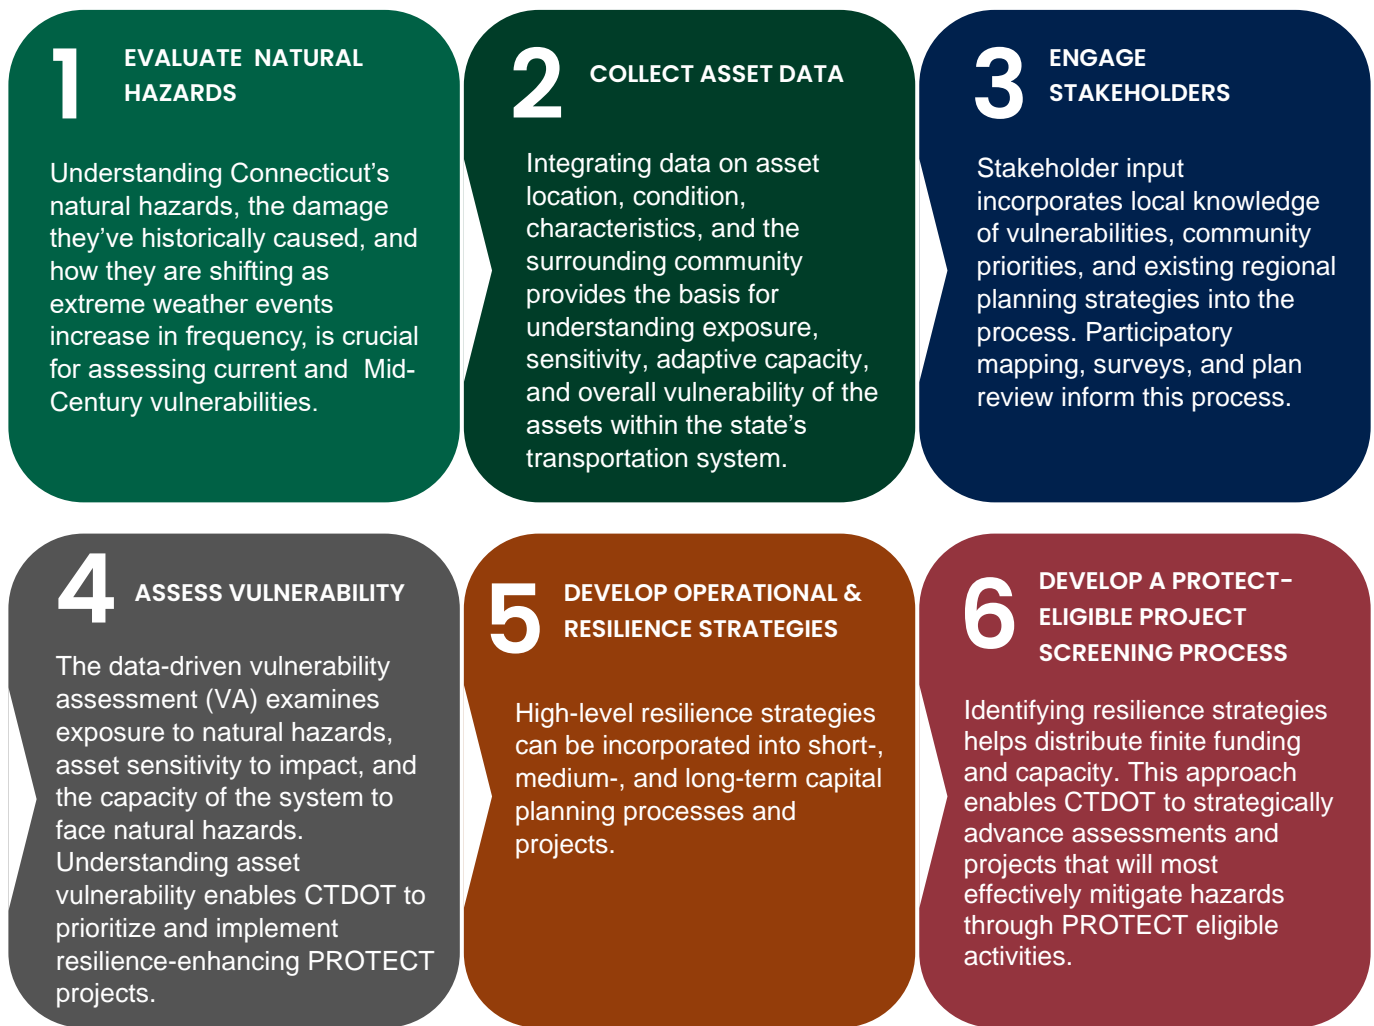 1
EVALUATE NATURAL
HAZARDS
Understanding Connecticut's
natural hazards, the damage
they've historically caused, and
how they are shifting as
extreme weather events
increase in frequency, is crucial
for assessing current and Mid-
Century vulnerabilities.
2
COLLECT ASSET DATA
Integrating data on asset
location, condition,
characteristics, and the
surrounding community
provides the basis for
understanding exposure,
sensitivity, adaptive capacity,
and overall vulnerability of the
assets within the state's
transportation system.
3
ENGAGE
STAKEHOLDERS
Stakeholder input
incorporates local knowledge
of vulnerabilities, community
priorities, and existing regional
planning strategies into the
process. Participatory
mapping, surveys, and plan
review inform this process.
4
ASSESS VULNERABILITY
The data-driven vulnerability
assessment (VA) examines
exposure to natural hazards,
asset sensitivity to impact, and
the capacity of the system to
face natural hazards.
Understanding asset
vulnerability enables CTDOT to
prioritize and implement
resilience-enhancing PROTECT
projects.
5
DEVELOP OPERATIONAL &
RESILIENCE STRATEGIES
High-level resilience strategies
can be incorporated into short-,
medium-, and long-term capital
planning processes and
projects.
6
DEVELOP A PROTECT-
ELIGIBLE PROJECT
SCREENING PROCESS
Identifying resilience strategies
helps distribute finite funding
and capacity. This approach
enables CTDOT to strategically
advance assessments and
projects that will most
effectively mitigate hazards
through PROTECT eligible
activities.